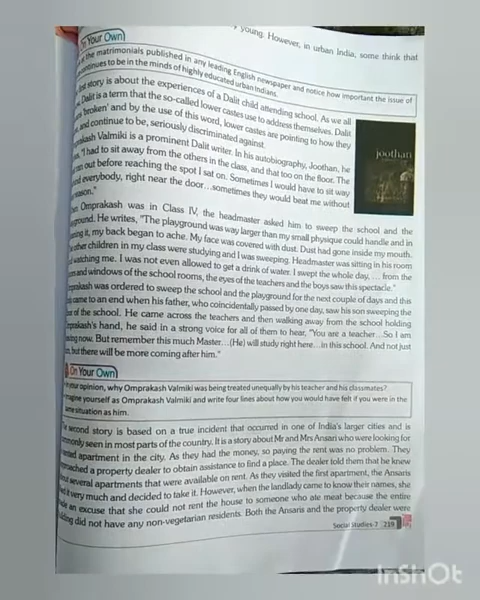 young. However, in urban India, some think that
On Your Own
the matrimonials published in any leading English newspaper and notice how important the issue of
continues to be in the minds of highly educated urban Indians.
first story is about the experiences of a Dalit child attending school. As we all
Dalit is a term that the so-called lower castes use to address themselves. Dalit
'broken' and by the use of this word, lower castes are pointing to how they
and continue to be, seriously discriminated against.
Valmiki is a prominent Dalit writer. In his autobiography, Joothan, he
"I had to sit away from the others in the class, and that too on the floor. The
out before reaching the spot I sat on. Sometimes I would have to sit way
everybody, right near the door...sometimes they would beat me without
joothan
Omprakash was in Class IV, the headmaster asked him to sweep the school and the
He writes, "The playground was way larger than my small physique could handle and in
it, my back began to ache. My face was covered with dust. Dust had gone inside my mouth.
other children in my class were studying and I was sweeping. Headmaster was sitting in his room
watching me. I was not even allowed to get a drink of water. I swept the whole day, ... from the
and windows of the school rooms, the eyes of the teachers and the boys saw this spectacle."
was ordered to sweep the school and the playground for the next couple of days and this
came to an end when his father, who coincidentally passed by one day, saw his son sweeping the
of the school. He came across the teachers and then walking away from the school holding
hand, he said in a strong voice for all of them to hear, "You are a teacher...So I am
now. But remember this much Master...(He) will study right here...in this school. And not just
but there will be more coming after him."
On Your Own
your opinion, why Omprakash Valmiki was being treated unequally by his teacher and his classmates?
yourself as Omprakash Valmiki and write four lines about how you would have felt if you were in the
situation as him.
second story is based on a true incident that occurred in one of India's larger cities and is
seen in most parts of the country. It is a story about Mr and Mrs Ansari who were looking for
apartment in the city. As they had the money, so paying the rent was no problem. They
a property dealer to obtain assistance to find a place. The dealer told them that he knew
several apartments that were available on rent. As they visited the first apartment, the Ansaris
it very much and decided to take it. However, when the landlady came to know their names, she
an excuse that she could not rent the house to someone who ate meat because the entire
did not have any non-vegetarian residents. Both the Ansaris and the property dealer were
Social Studies-7 219
InShOt